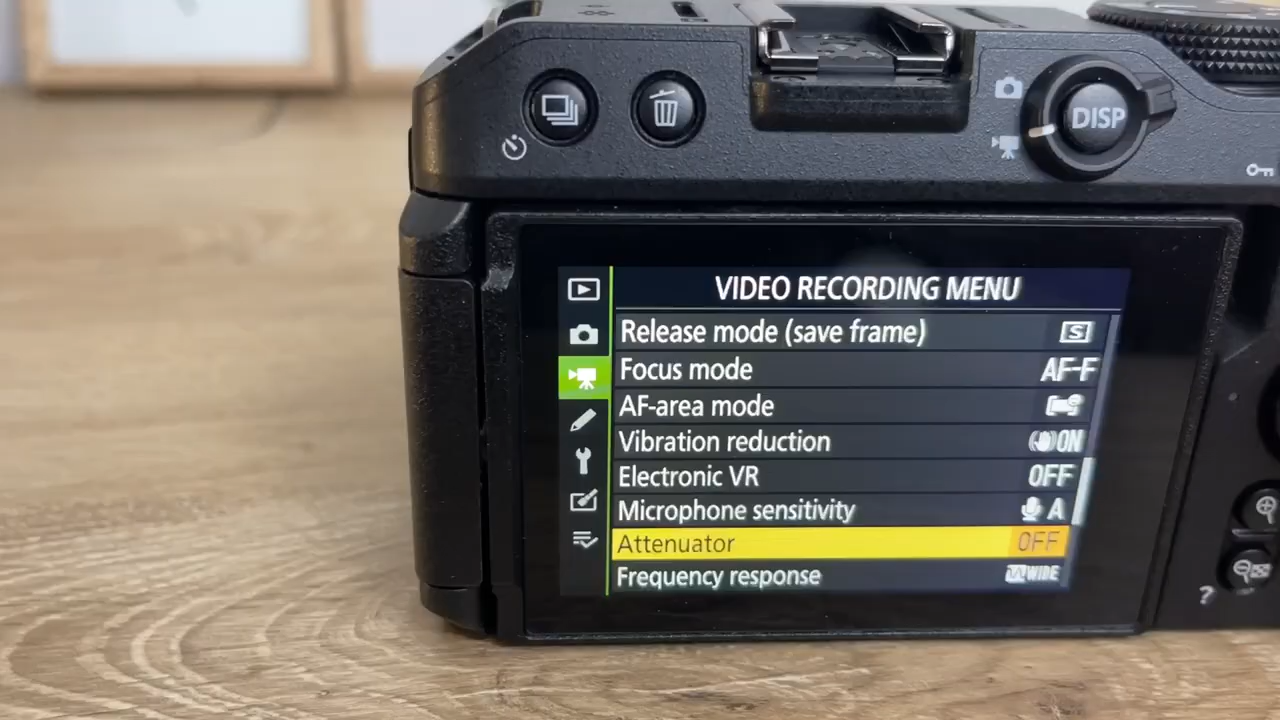 DISP
VIDEO RECORDING MENU
Release mode (save frame) S
Focus mode AF-F
AF-area mode
Vibration reduction ON
Electronic VR OFF
Microphone sensitivity A
Attenuator OFF
Frequency response WIDE
?